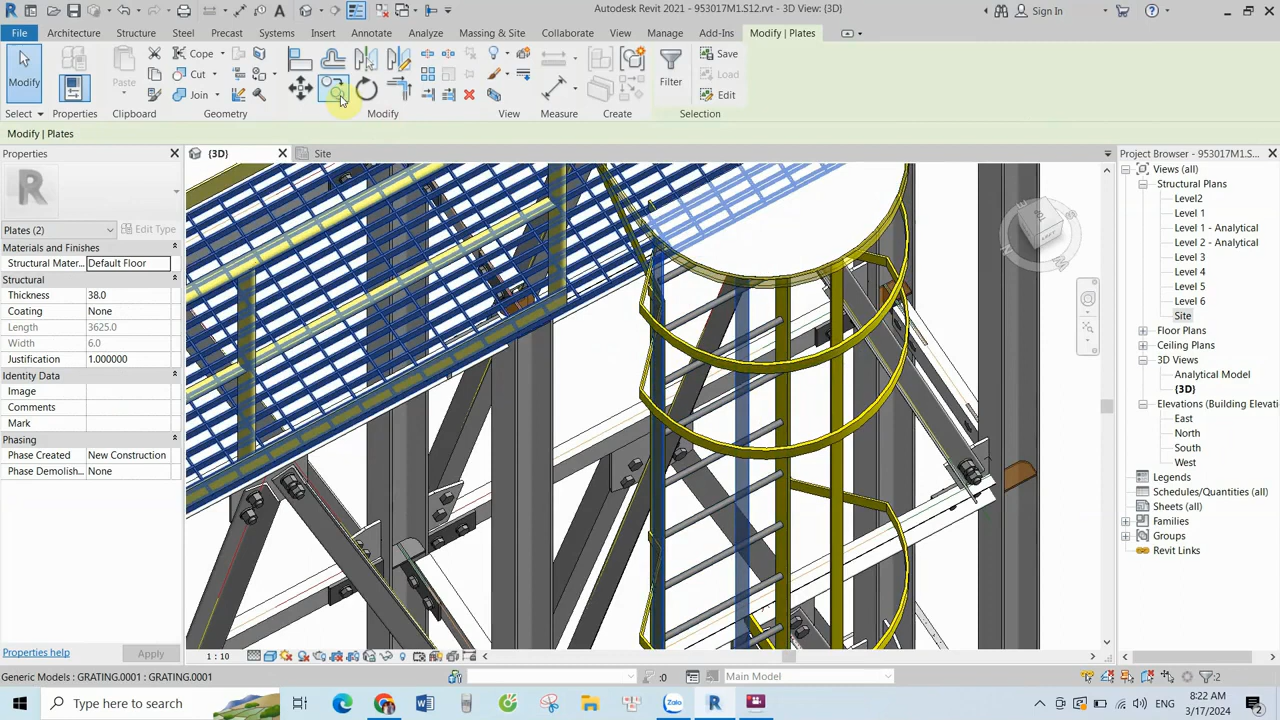 Autodesk Revit 2021 - 953017M1.S12.rvt - 3D View: {3D}
Sign In
File Architecture Structure Steel Precast Systems Insert Annotate Analyze Massing & Site Collaborate View Manage Add-Ins Modify | Plates
Modify
Paste
Cope
Cut
Join
Filter
Save
Load
Edit
Select Properties Clipboard Geometry Modify View Measure Create Selection
Modify | Plates
Properties
{3D}
Site
Project Browser - 953017M1.S...
Plates (2)
Edit Type
Materials and Finishes
Structural Mater... Default Floor
Structural
Thickness 38.0
Coating None
Length 3625.0
Width 6.0
Justification 1.000000
Identity Data
Image
Comments
Mark
Phasing
Phase Created New Construction
Phase Demolish... None
Properties help
Apply
Views (all)
Structural Plans
Level2
Level 1
Level 1 - Analytical
Level 2 - Analytical
Level 3
Level 4
Level 5
Level 6
Site
Floor Plans
Ceiling Plans
3D Views
Analytical Model
{3D}
Elevations (Building Elevati
East
North
South
West
Legends
Schedules/Quantities (all)
Sheets (all)
Families
Groups
Revit Links
1 : 10
Generic Models : GRATING.0001 : GRATING.0001
:0
Main Model
:2
Type here to search
Zalo
ENG
8:22 AM
5/17/2024
2